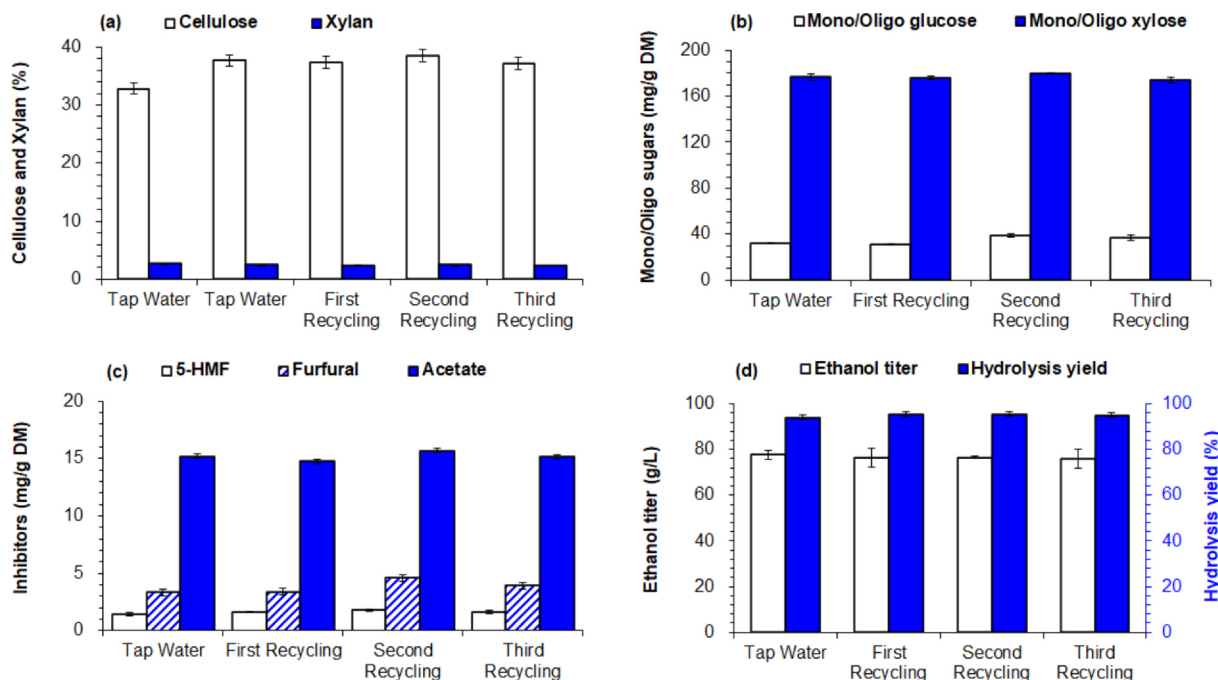 (a) Cellulose Xylan
Cellulose and Xylan (%)
40
30
20
10
0
Tap Water Tap Water First Recycling Second Recycling Third Recycling
(b) Mono/Oligo glucose Mono/Oligo xylose
Mono/Oligo sugars (mg/g DM)
200
160
120
80
40
0
Tap Water First Recycling Second Recycling Third Recycling
(c) 5-HMF Furfural Acetate
Inhibitors (mg/g DM)
20
15
10
5
0
Tap Water First Recycling Second Recycling Third Recycling
(d) Ethanol titer Hydrolysis yield
Ethanol titer (g/L)
100
80
60
40
20
0
Tap Water First Recycling Second Recycling Third Recycling
100
80
60
40
20
0
Hydrolysis yield (%)